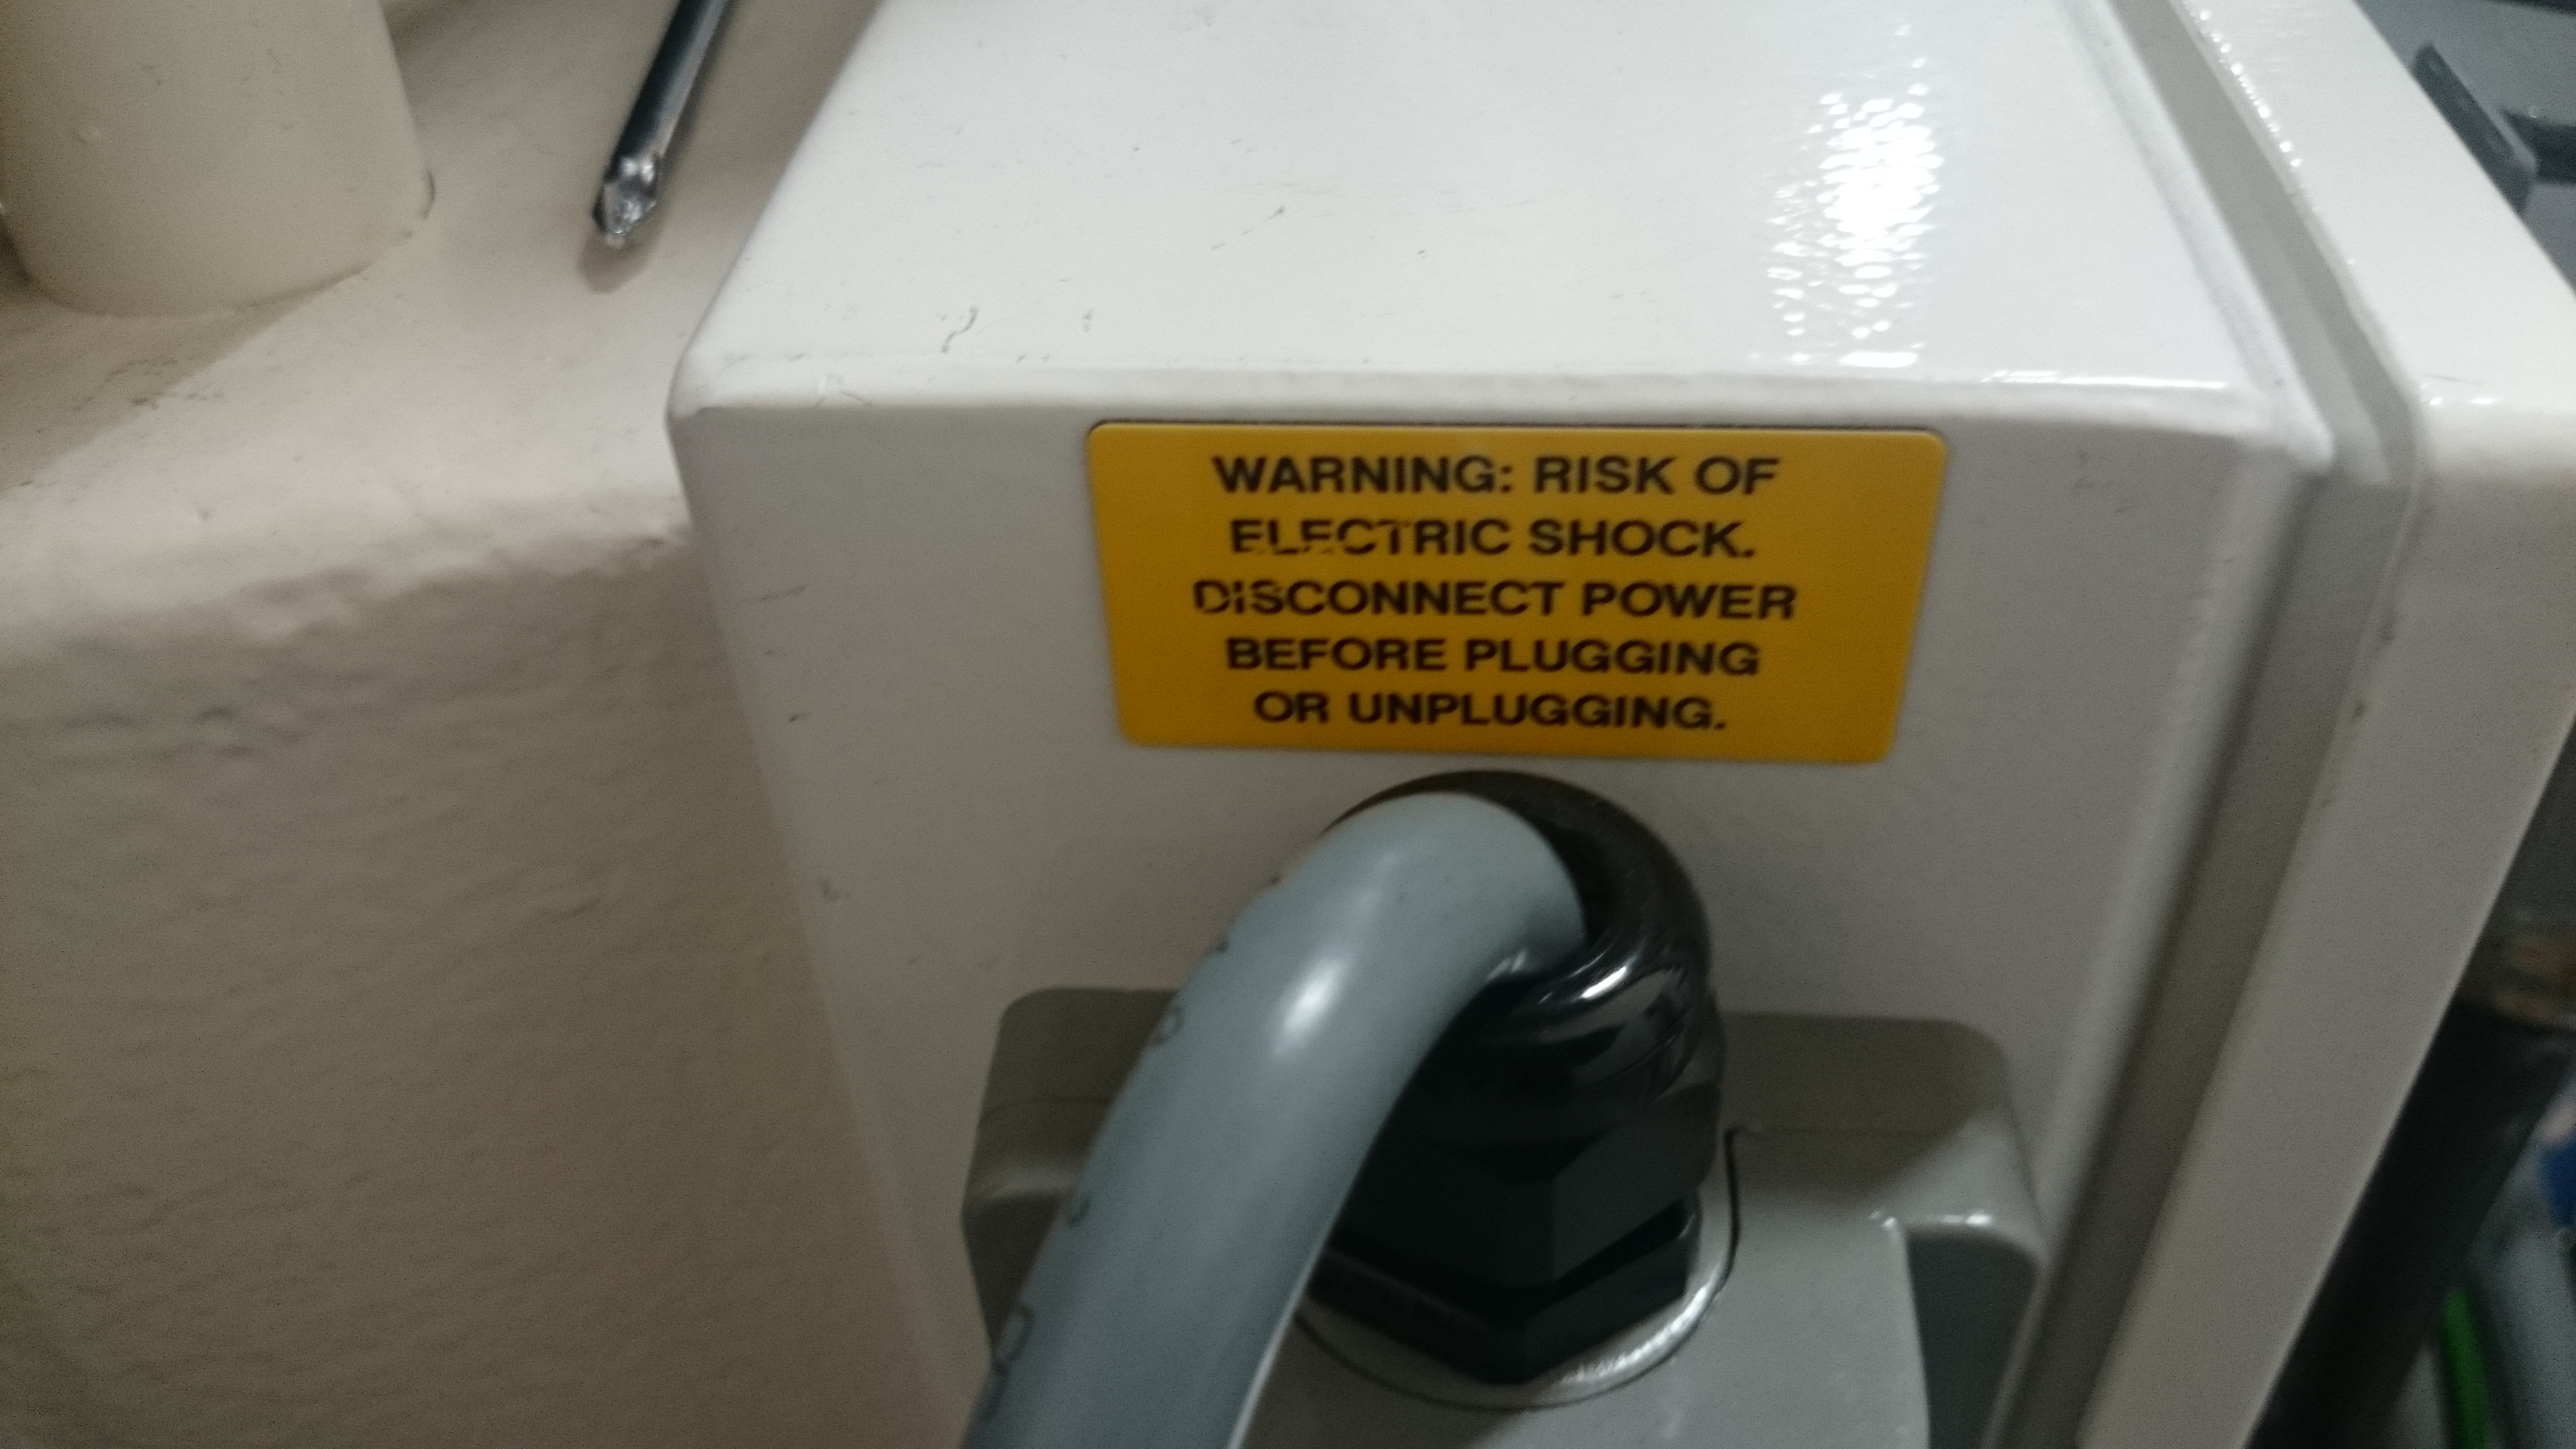 WARNING: RISK OF
ELECTRIC SHOCK.
DISCONNECT POWER
BEFORE PLUGGING
OR UNPLUGGING.